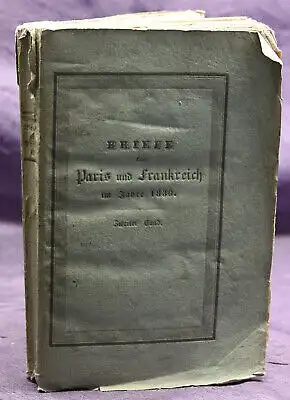 BRIEFE
aus
Paris und Frankreich
im Jahre 1830.
Zweiter Band.